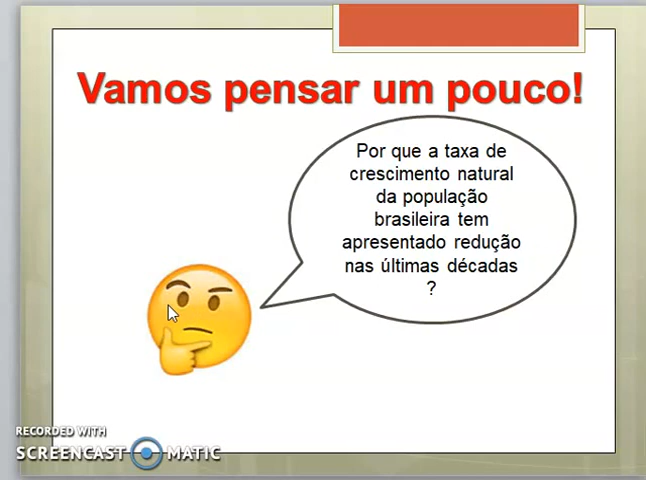 Vamos pensar um pouco!
Por que a taxa de
crescimento natural
da população
brasileira tem
apresentado redução
nas últimas décadas
?
RECORDED WITH
SCREENCAST MATIC